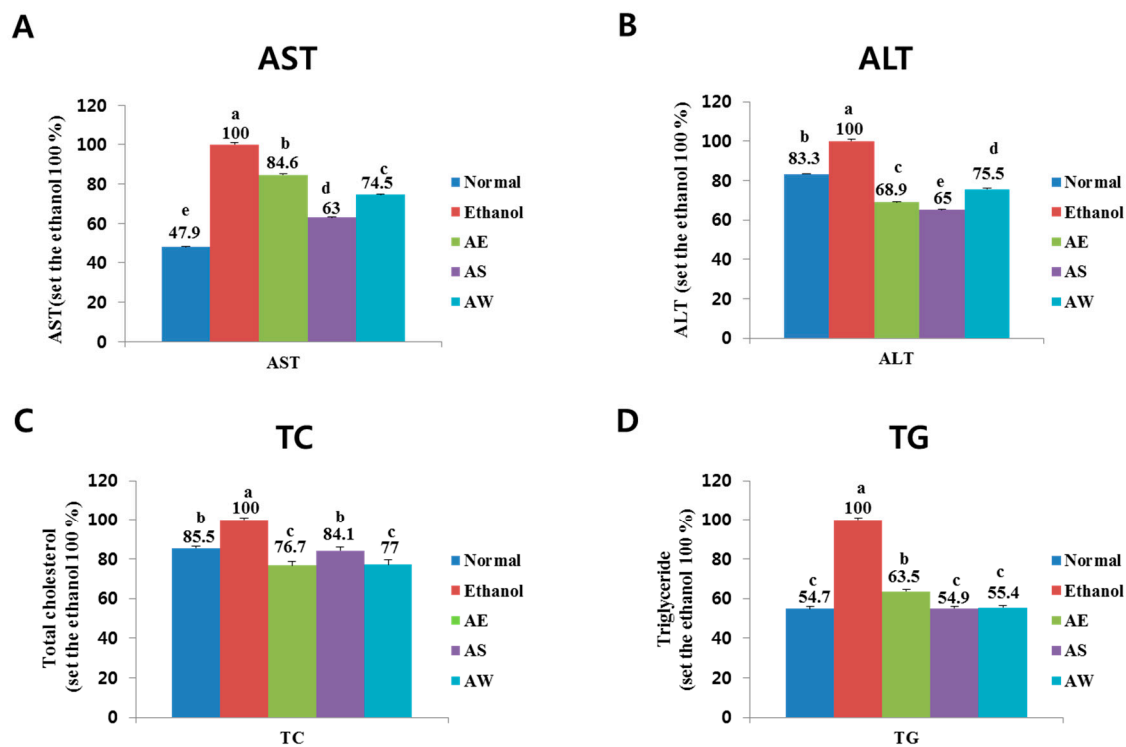 A
AST
AST(set the ethanol 100 %)
120
100
80
60
40
20
0
e
47.9
a
100
b
84.6
d
63
c
74.5
AST
Normal
Ethanol
AE
AS
AW
B
ALT
ALT (set the ethanol 100 %)
120
100
80
60
40
20
0
b
83.3
a
100
c
68.9
e
65
d
75.5
ALT
Normal
Ethanol
AE
AS
AW
C
TC
Total cholesterol
(set the ethanol 100 %)
120
100
80
60
40
20
0
b
85.5
a
100
c
76.7
b
84.1
c
77
TC
Normal
Ethanol
AE
AS
AW
D
TG
Triglyceride
(set the ethanol 100 %)
120
100
80
60
40
20
0
c
54.7
a
100
b
63.5
c
54.9
c
55.4
TG
Normal
Ethanol
AE
AS
AW